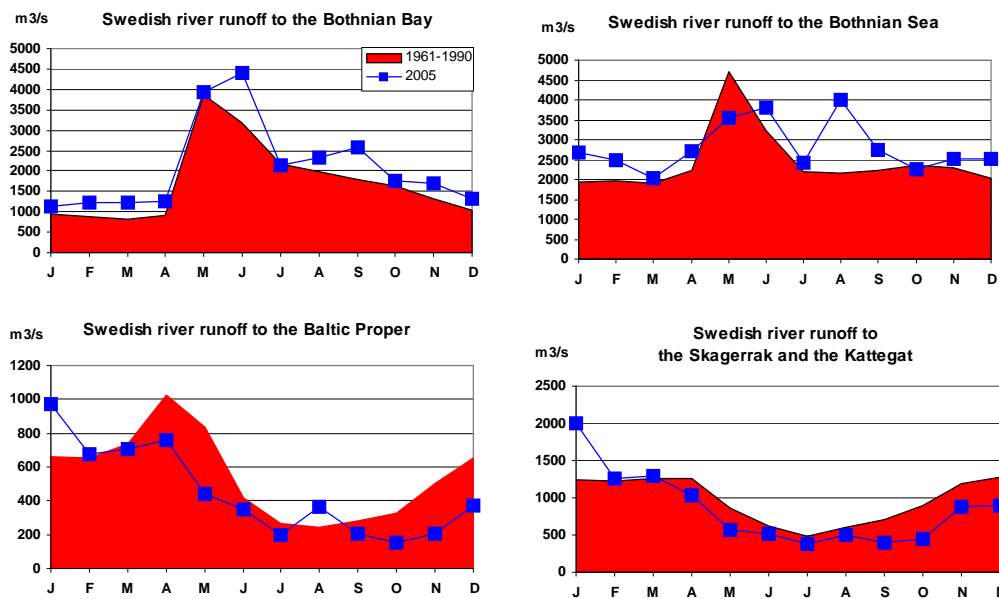 m3/s
Swedish river runoff to the Bothnian Bay
5000
4500
4000
3500
3000
2500
2000
1500
1000
500
0
J F M A M J J A S O N D
1961-1990
2005
m3/s
Swedish river runoff to the Bothnian Sea
5000
4500
4000
3500
3000
2500
2000
1500
1000
500
0
J F M A M J J A S O N D
m3/s
Swedish river runoff to the Baltic Proper
1200
1000
800
600
400
200
0
J F M A M J J A S O N D
m3/s
Swedish river runoff to
the Skagerrak and the Kattegat
2500
2000
1500
1000
500
0
J F M A M J J A S O N D